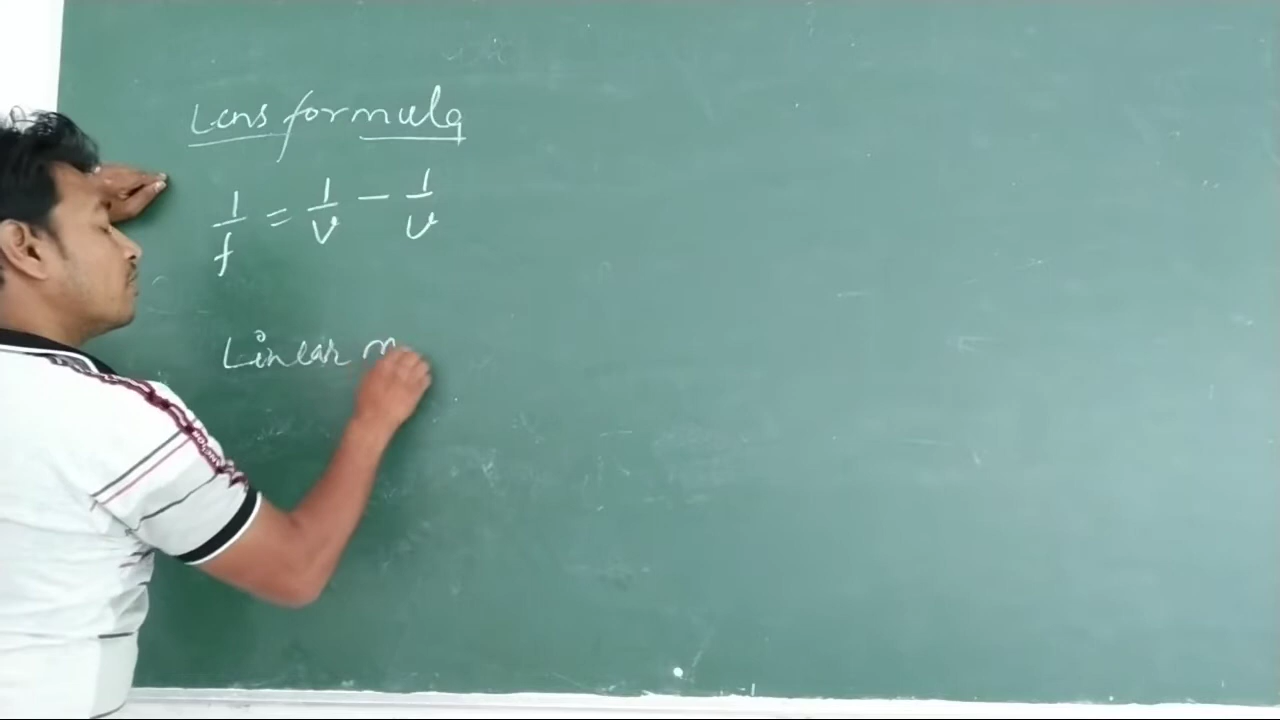 Lens formula
1/f = 1/v - 1/u
Linear m